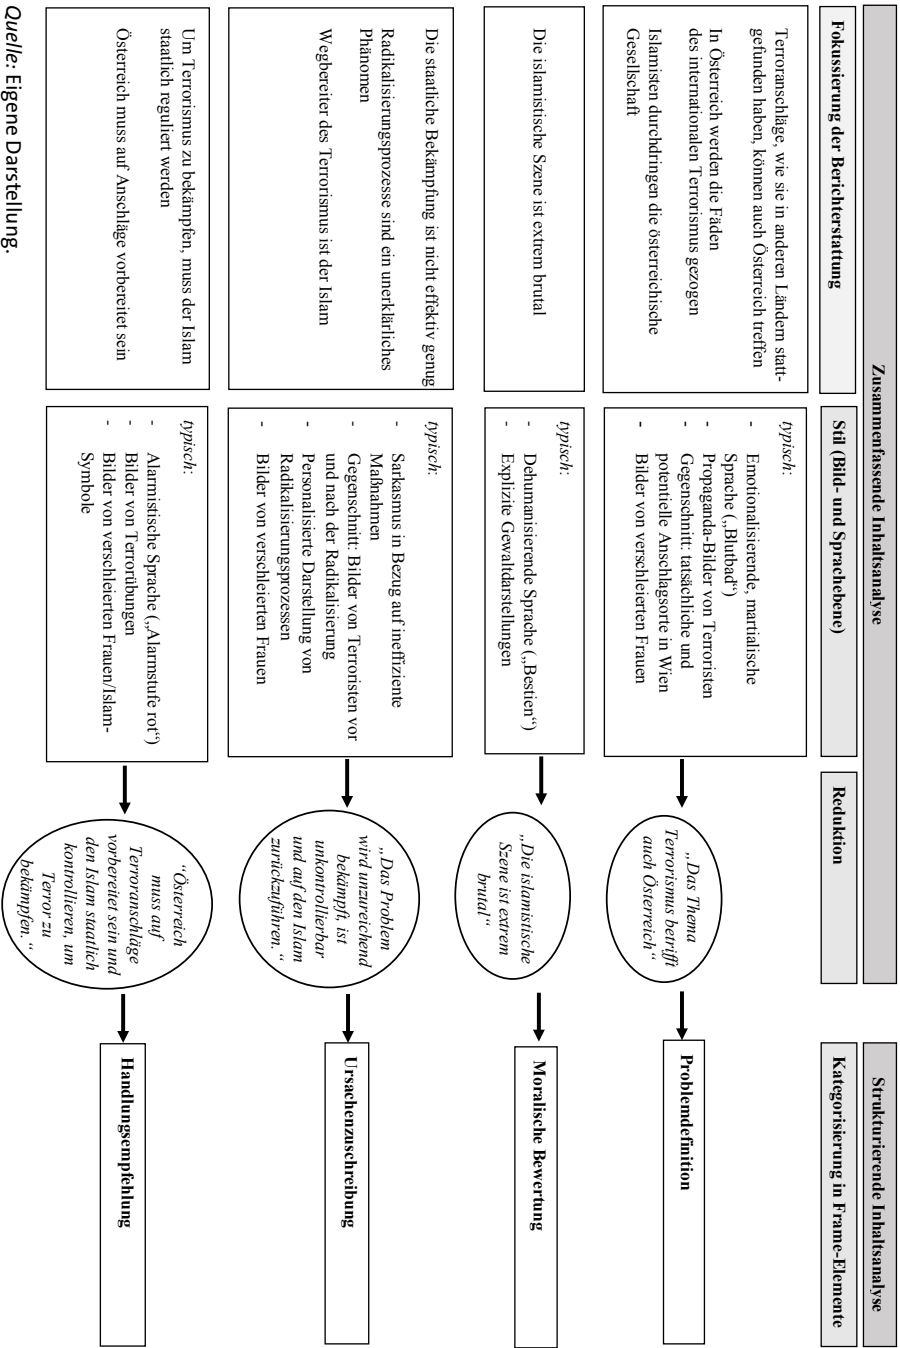 Zusammenfassende Inhaltsanalyse
Strukturierende Inhaltsanalyse
Fokussierung der Berichterstattung
Stil (Bild- und Sprachebene)
Reduktion
Kategorisierung in Frame-Elemente
Terroranschläge, wie sie in anderen Ländern statt-
gefunden haben, können auch Österreich treffen
In Österreich werden die Fäden
des internationalen Terrorismus gezogen
Islamisten durchdringen die österreichische
Gesellschaft
typisch:
- Emotionalisierende, martialische
Sprache („Blutbad“)
- Propaganda-Bilder von Terroristen
- Gegenschnitt: tatsächliche und
potentielle Anschlagsorte in Wien
- Bilder von verschleierten Frauen
„Das Thema
Terrorismus betrifft
auch Österreich“
Problemdefinition
Die islamistische Szene ist extrem brutal
typisch:
- Dehumanisierende Sprache („Bestien“)
- Explizite Gewaltdarstellungen
„Die islamistische
Szene ist extrem
brutal“
Moralische Bewertung
Die staatliche Bekämpfung ist nicht effektiv genug
Radikalisierungsprozesse sind ein unerklärliches
Phänomen
Wegbereiter des Terrorismus ist der Islam
typisch:
- Sarkasmus in Bezug auf ineffiziente
Maßnahmen
- Gegenschnitt: Bilder von Terroristen vor
und nach der Radikalisierung
- Personalisierte Darstellung von
Radikalisierungsprozessen
- Bilder von verschleierten Frauen
„Das Problem
wird unzureichend
bekämpft ist
unkontrollierbar
und auf den Islam
zurückzuführen.“
Ursachenzuschreibung
Um Terrorismus zu bekämpfen, muss der Islam
staatlich reguliert werden
Österreich muss auf Anschläge vorbereitet sein
typisch:
- Alarmistische Sprache („Alarmstufe rot“)
- Bilder von Terrorübungen
- Bilder von verschleierten Frauen/Islam-
Symbole
“Österreich
muss auf
Terroranschläge
vorbereitet sein und
den Islam staatlich
kontrollieren, um
Terror zu
bekämpfen. “
Handlungsempfehlung
Quelle: Eigene Darstellung.